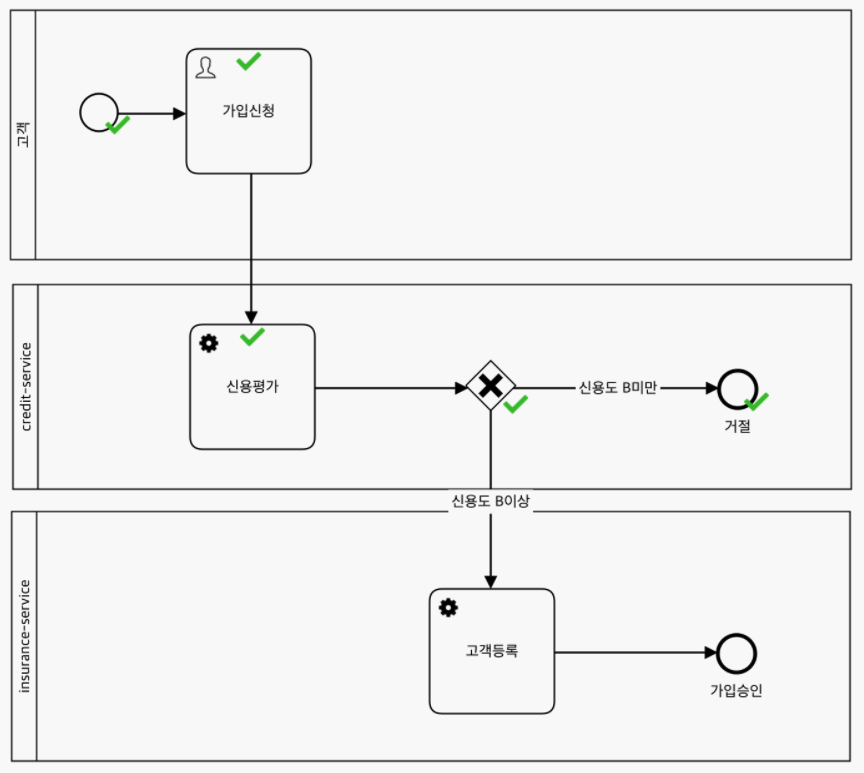 고객
가입신청
credit-service
신용평가
신용도 B미만
거절
신용도 B이상
insurance-service
고객등록
가입승인